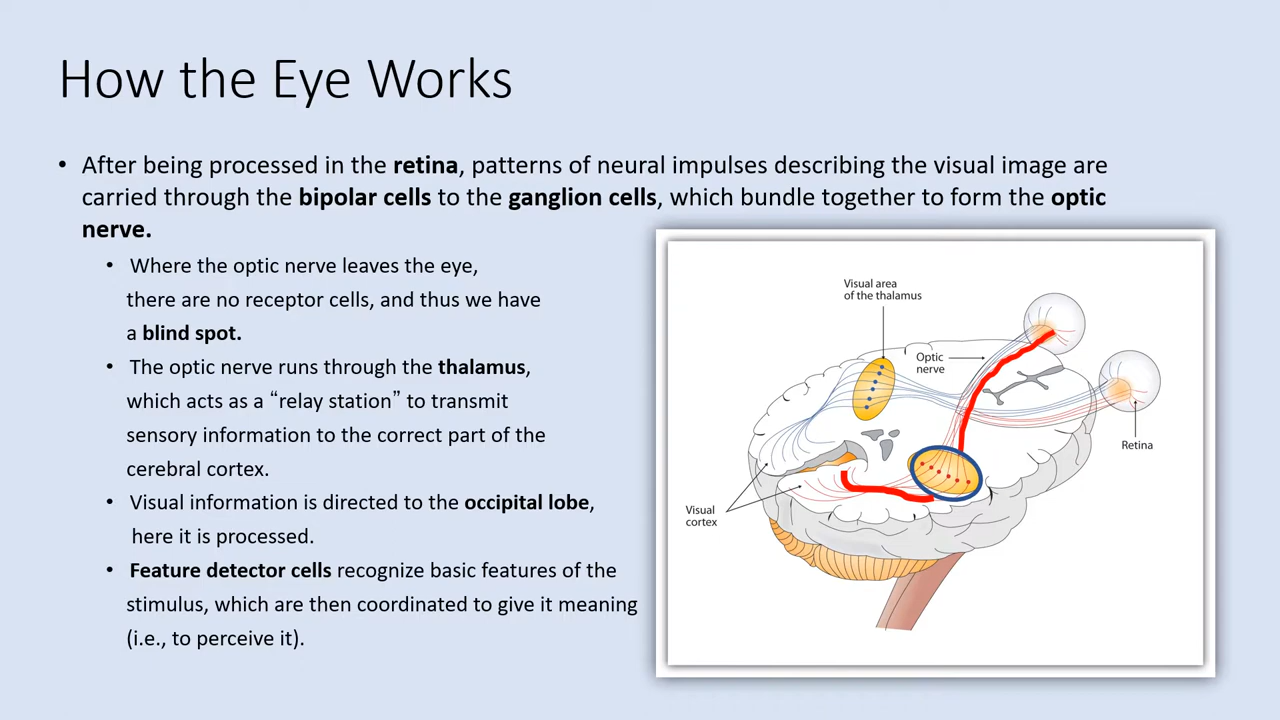 How the Eye Works
• After being processed in the retina, patterns of neural impulses describing the visual image are
carried through the bipolar cells to the ganglion cells, which bundle together to form the optic
nerve.
• Where the optic nerve leaves the eye,
there are no receptor cells, and thus we have
a blind spot.
• The optic nerve runs through the thalamus,
which acts as a “relay station” to transmit
sensory information to the correct part of the
cerebral cortex.
• Visual information is directed to the occipital lobe,
here it is processed.
• Feature detector cells recognize basic features of the
stimulus, which are then coordinated to give it meaning
(i.e., to perceive it).
Visual area
of the thalamus
Optic
nerve
Retina
Visual
cortex